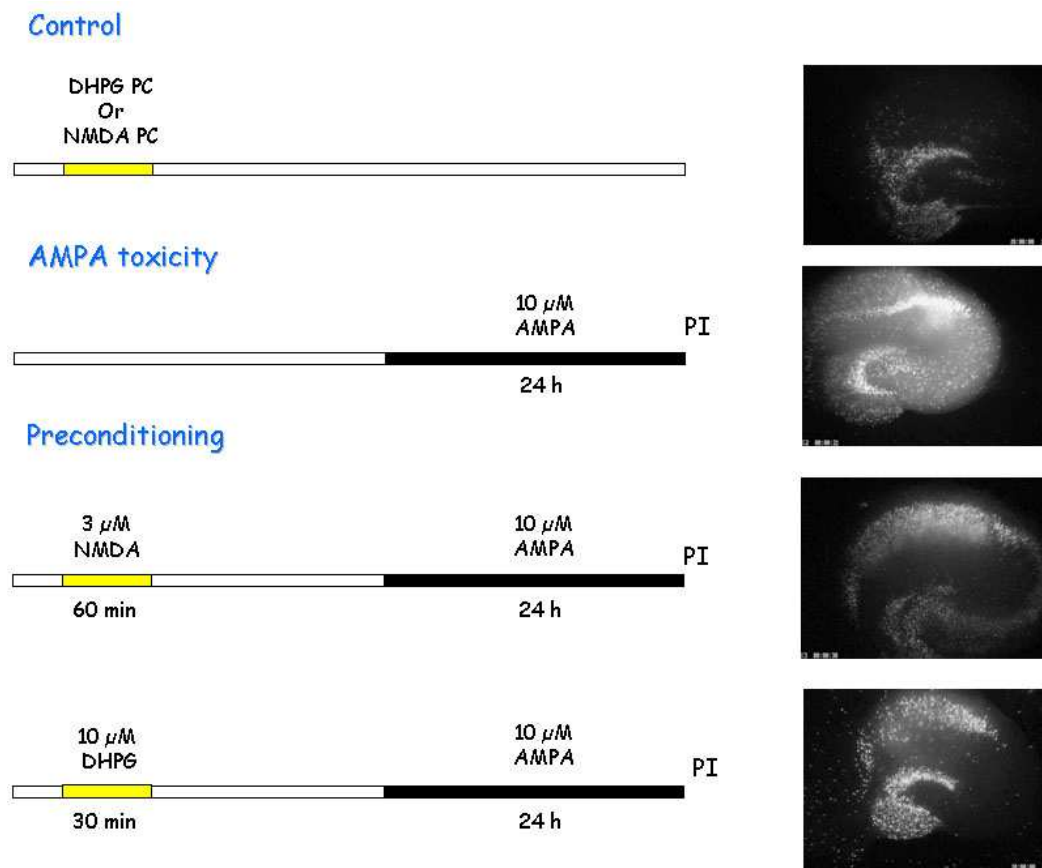 Control
DHPG PC
Or
NMDA PC
AMPA toxicity
10 µM
AMPA
PI
24 h
Preconditioning
3 µM
NMDA
10 µM
AMPA
PI
60 min
24 h
10 µM
DHPG
10 µM
AMPA
PI
30 min
24 h